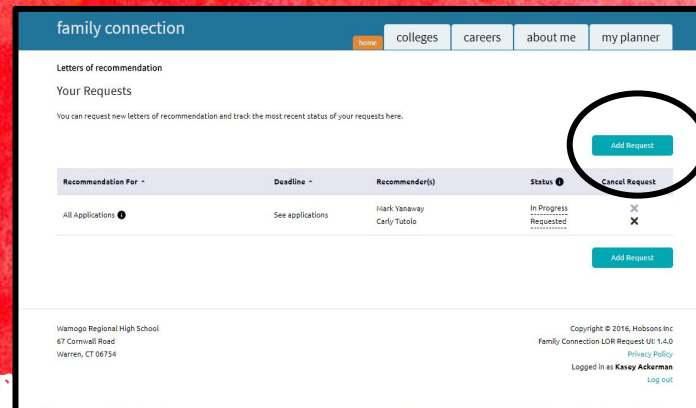 family connection
home colleges careers about me my planner
Letters of recommendation
Your Requests
You can request new letters of recommendation and track the most recent status of your requests here.
Add Request
Recommendation For Deadline Recommender(s) Status Cancel Request
All Applications See applications Mark Yanaway In Progress
Carly Tutolo Requested
Add Request
Wamogo Regional High School Copyright © 2016, Hobsons Inc
67 Cornwall Road Family Connection LOR Request UI: 1.4.0
Warren, CT 06754 Privacy Policy
Logged in as Kasey Ackerman
Log out